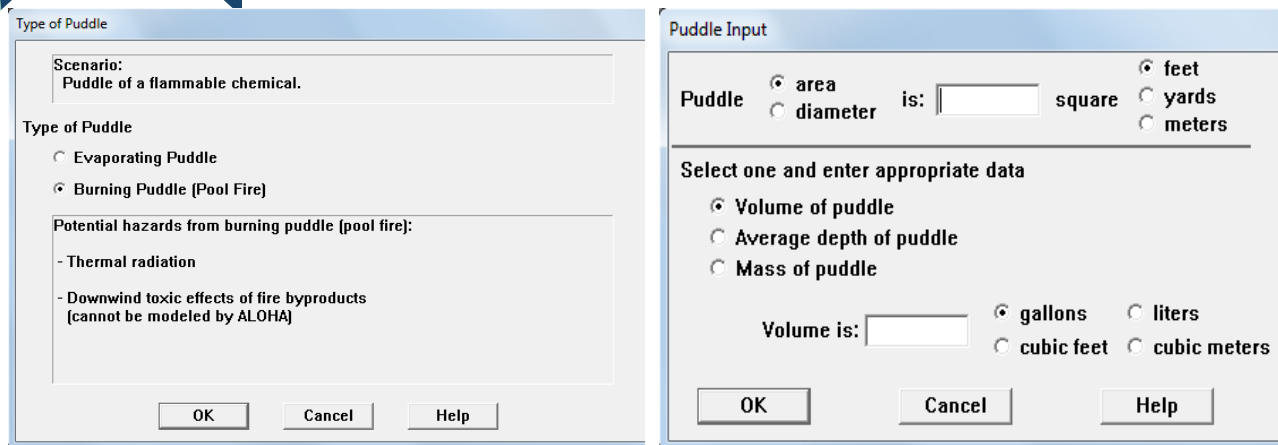 Type of Puddle
Scenario:
Puddle of a flammable chemical.
Type of Puddle
Evaporating Puddle
Burning Puddle (Pool Fire)
Potential hazards from burning puddle (pool fire):
- Thermal radiation
- Downwind toxic effects of fire byproducts
(cannot be modeled by ALOHA)
OK Cancel Help
Puddle Input
Puddle area is: square feet
diameter yards
meters
Select one and enter appropriate data
Volume of puddle
Average depth of puddle
Mass of puddle
Volume is: gallons liters
cubic feet cubic meters
OK Cancel Help